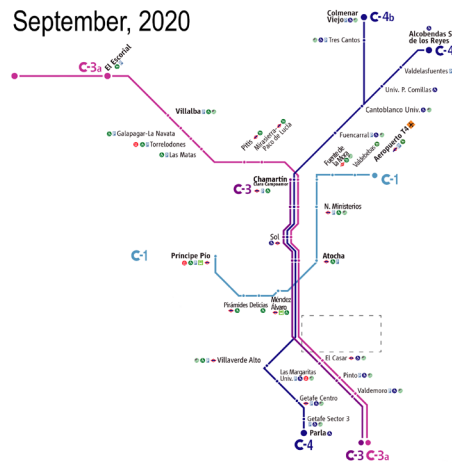 September, 2020
C-4b
Colmenar
Viejo
Tres Cantos
Alcobendas S
de los Reyes
C-4
Valdelasfuentes
Univ. P. Comillas
Cantoblanco Univ.
C-3a
El Escorial
Villalba
Galapagar-La Navata
Torrelodones
Las Matas
Pitis
Mirasierra-
Paco de Lucía
Fuencarral
Fuente de
la Mora
Valdebebas
Aeropuerto T4
C-1
Chamartín
Clara Campoamor
C-3
N. Ministerios
Sol
C-1
Príncipe Pío
Atocha
Pirámides
Delicias
Méndez
Álvaro
Villaverde Alto
El Casar
Las Margaritas
Univ.
Pinto
Valdemoro
Getafe Centro
Getafe Sector 3
Parla
C-4
C-3
C-3a